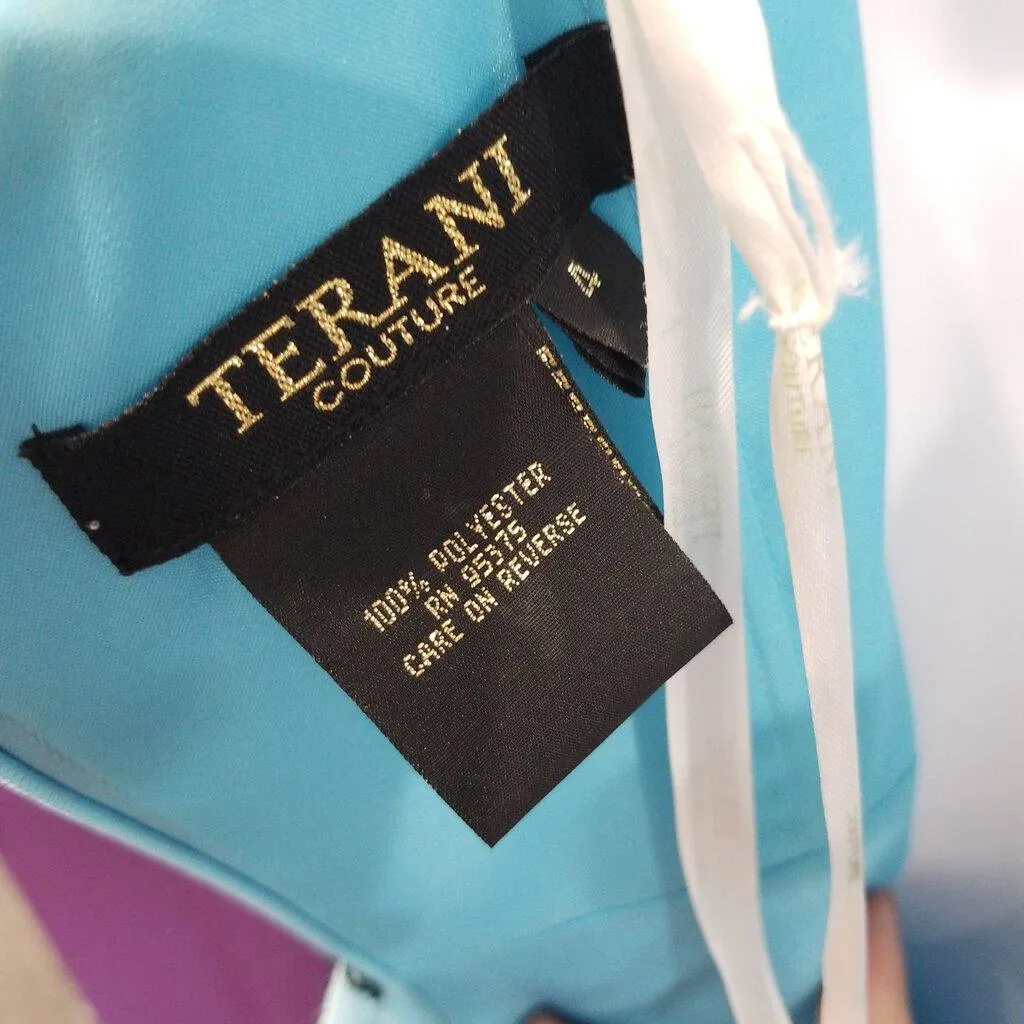 TERANI
COUTURE
4
100% POLYESTER
RN 95375
CARE ON REVERSE